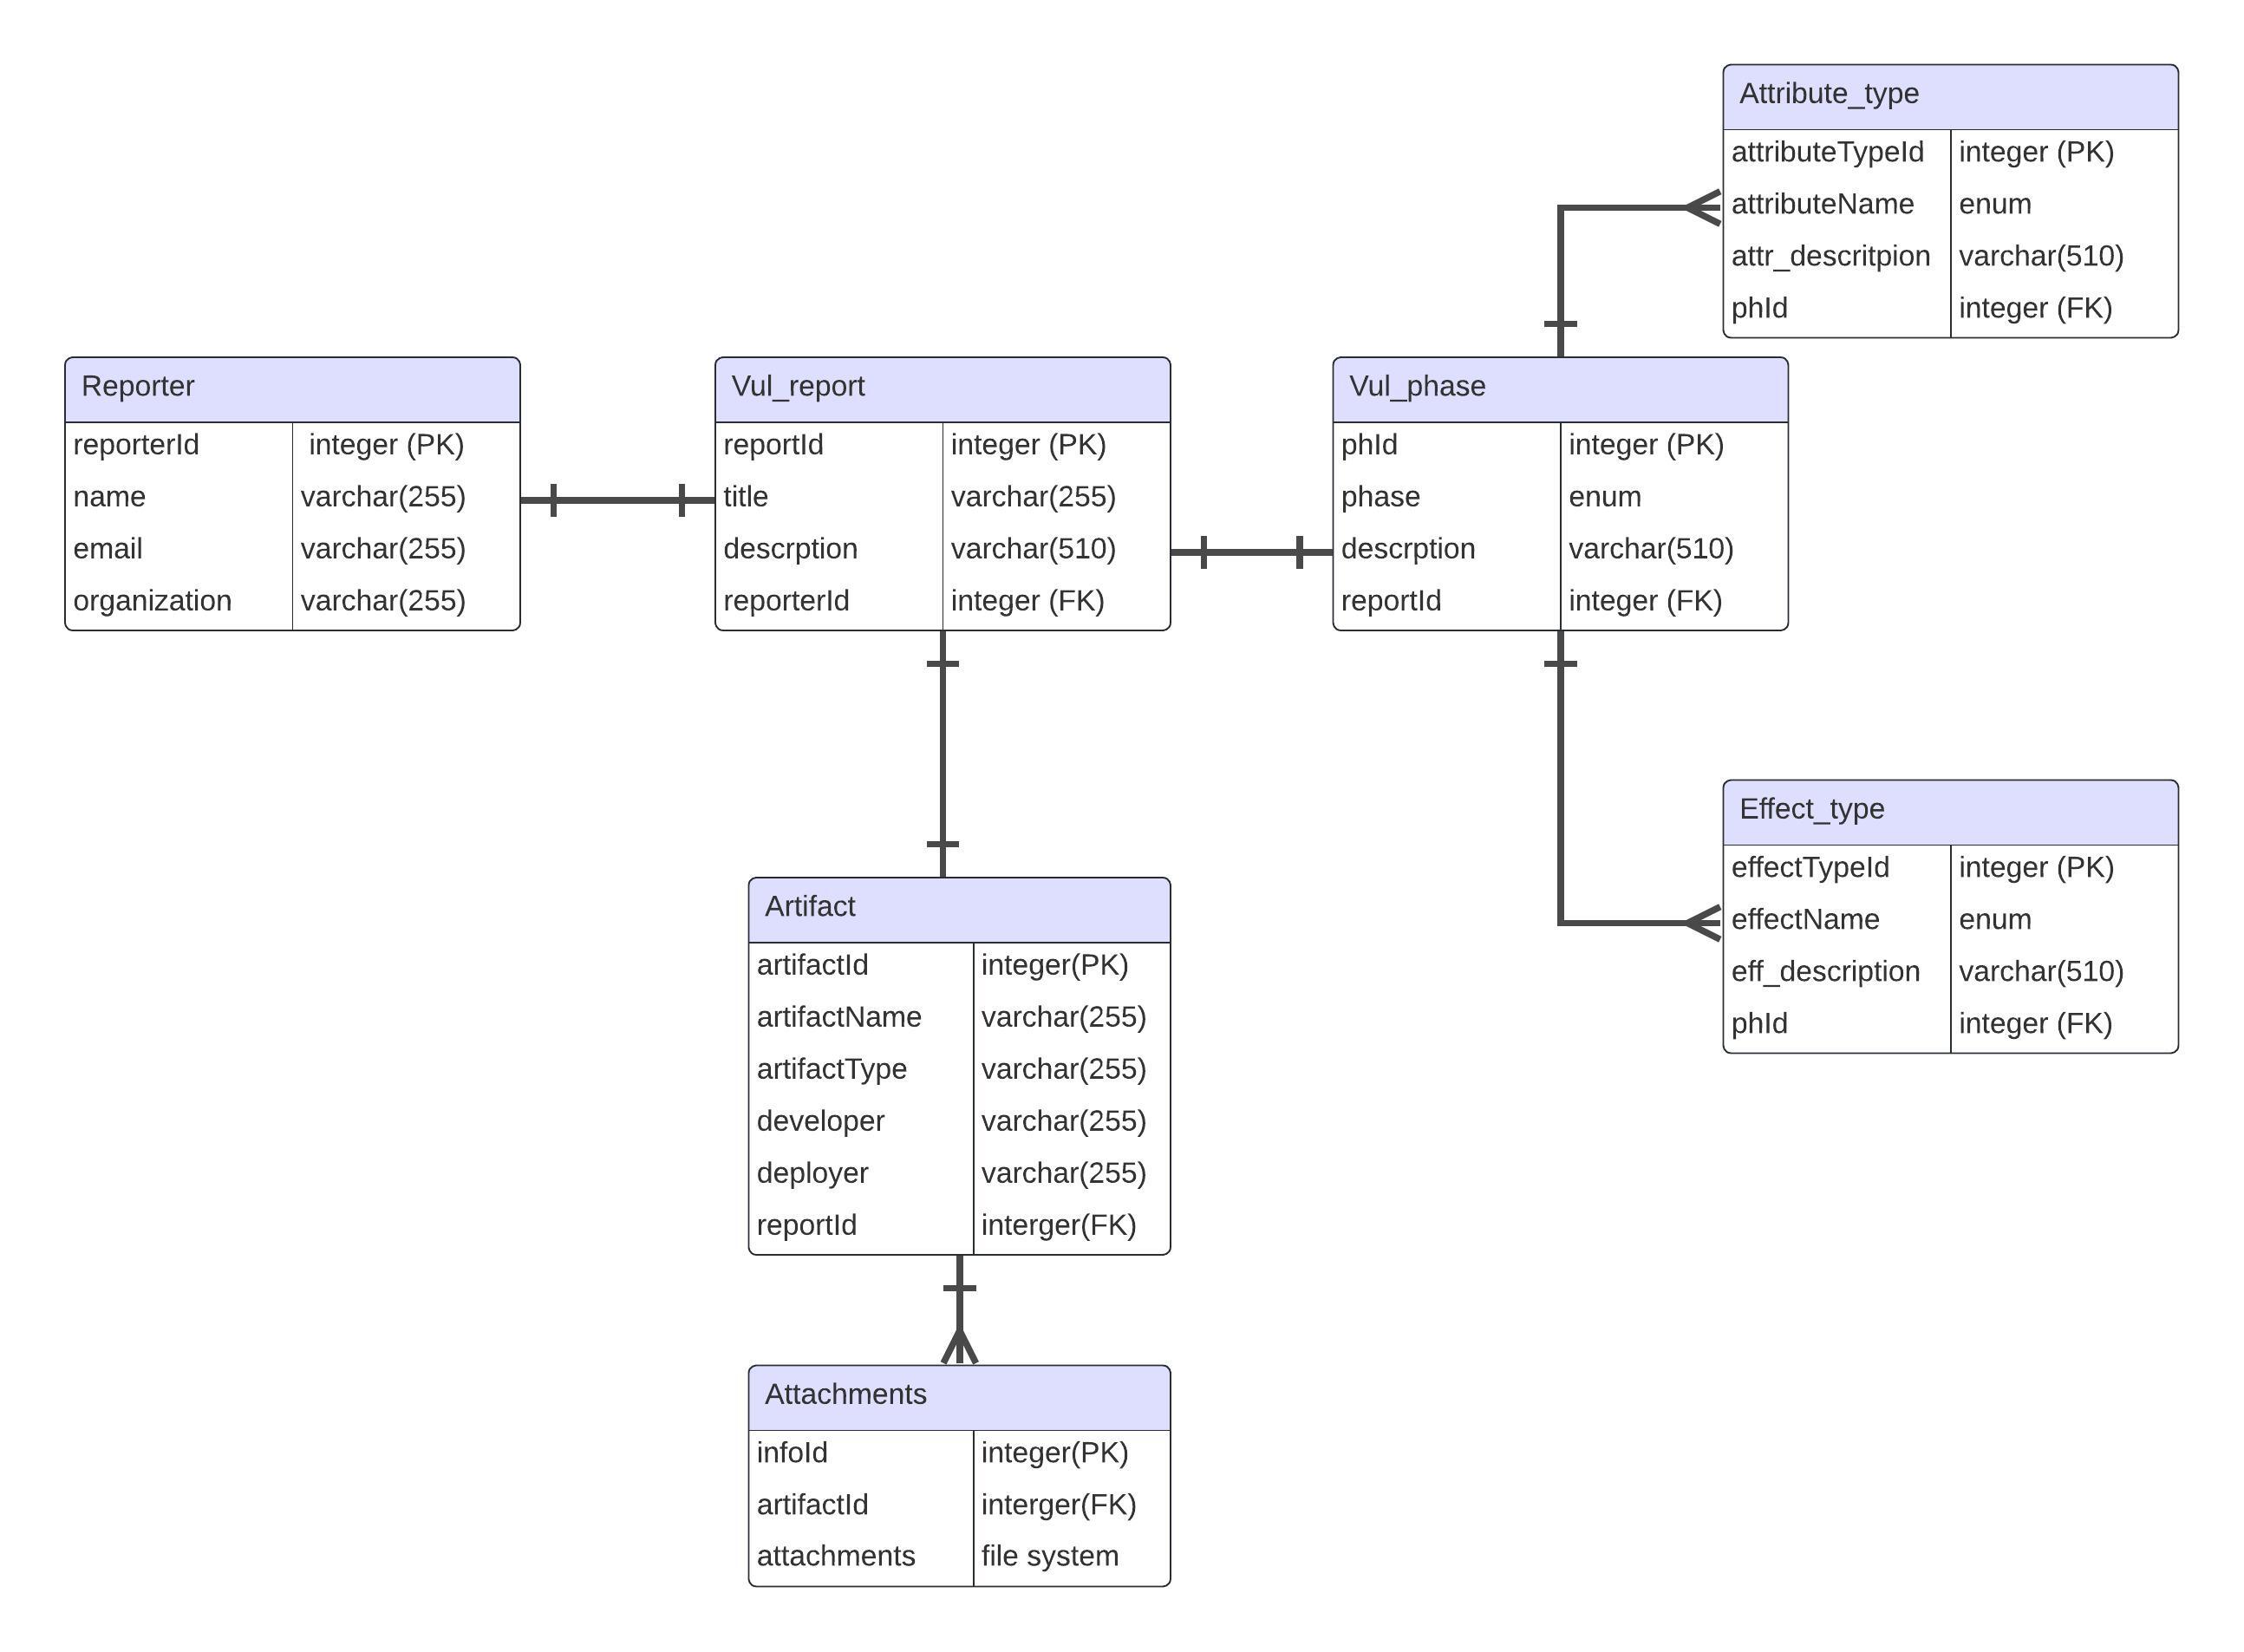 Attribute_type
attributeTypeId integer (PK)
attributeName enum
attr_descritpion varchar(510)
phId integer (FK)
Reporter
reporterId integer (PK)
name varchar(255)
email varchar(255)
organization varchar(255)
Vul_report
reportId integer (PK)
title varchar(255)
descrption varchar(510)
reporterId integer (FK)
Vul_phase
phId integer (PK)
phase enum
descrption varchar(510)
reportId integer (FK)
Effect_type
effectTypeId integer (PK)
effectName enum
eff_description varchar(510)
phId integer (FK)
Artifact
artifactId integer(PK)
artifactName varchar(255)
artifactType varchar(255)
developer varchar(255)
deployer varchar(255)
reportId interger(FK)
Attachments
infoId integer(PK)
artifactId interger(FK)
attachments file system